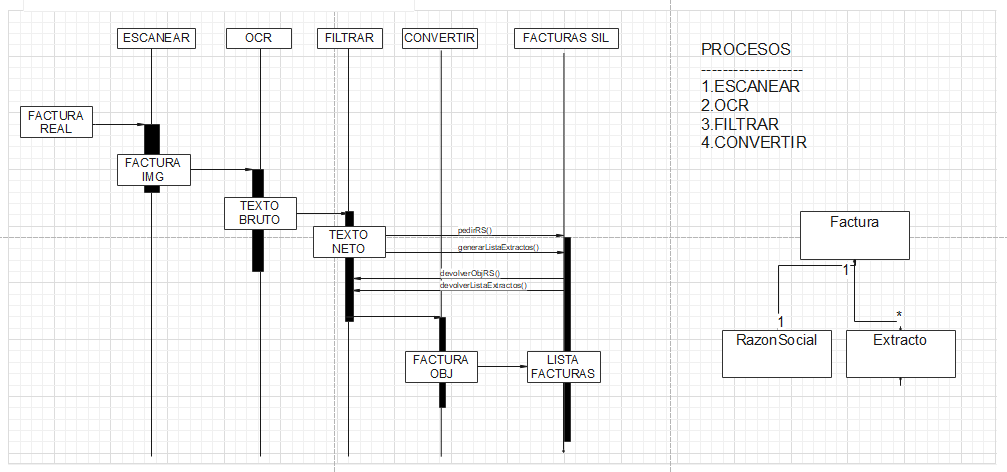 ESCANEAR
OCR
FILTRAR
CONVERTIR
FACTURAS SIL
FACTURA
REAL
FACTURA
IMG
TEXTO
BRUTO
TEXTO
NETO
pedirRS()
generarListaExtractos()
devolverObjRS()
devolverListaExtractos()
FACTURA
OBJ
LISTA
FACTURAS
PROCESOS
-------------------
1.ESCANEAR
2.OCR
3.FILTRAR
4.CONVERTIR
Factura
1
1
*
RazonSocial
Extracto